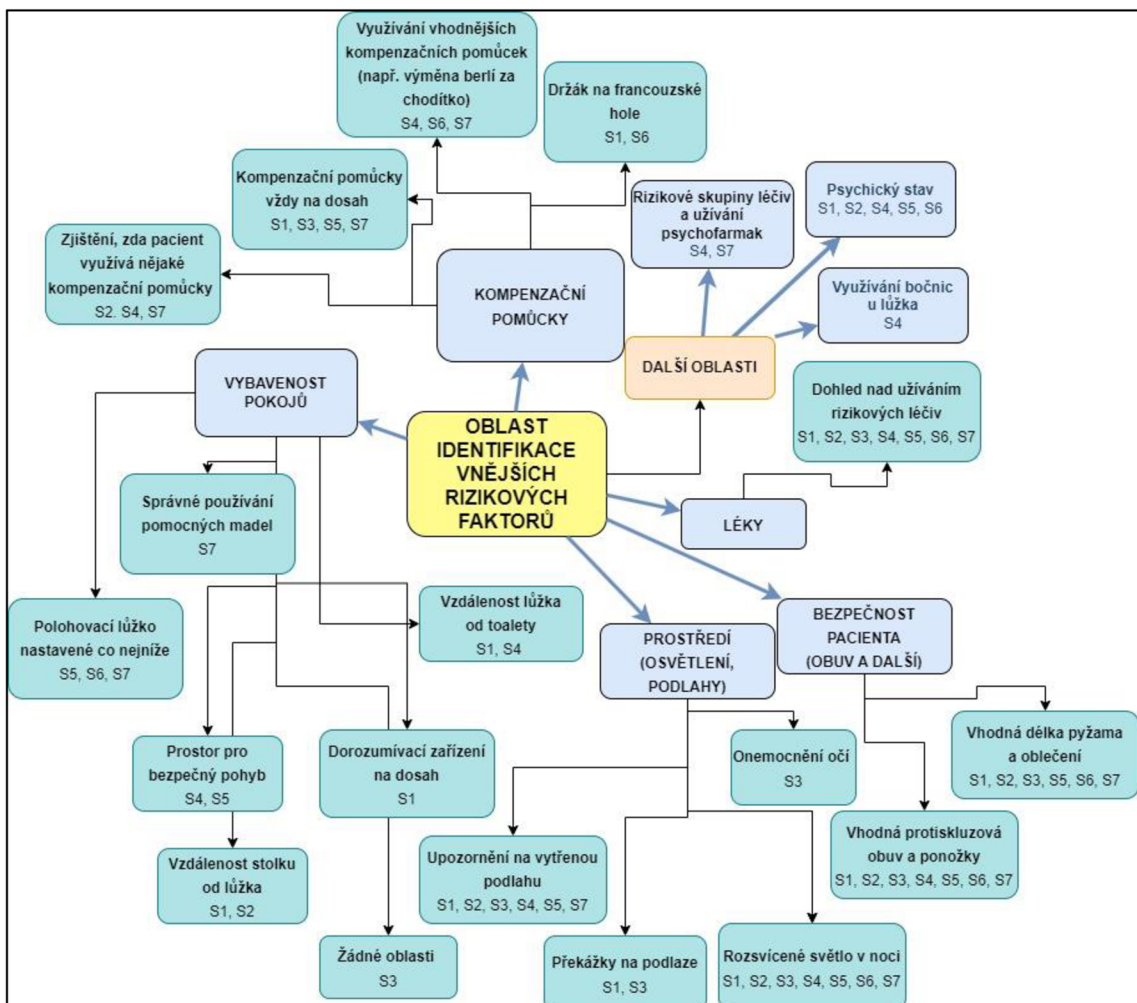 Využívání vhodnějších
kompenzačních pomůcek
(např. výměna berlí za
chodítko)
S4, S6, S7
Držák na francouzské
hole
S1, S6
Kompenzační pomůcky
vždy na dosah
S1, S3, S5, S7
Rizikové skupiny léčiv
a užívání
psychofarmak
S4, S7
Psychický stav
S1, S2, S4, S5, S6
Zjištění, zda pacient
využívá nějaké
kompenzační pomůcky
S2. S4, S7
KOMPENZAČNÍ
POMŮCKY
Využívání bočnic
u lůžka
S4
VYBAVENOST
POKOJŮ
DALŠÍ OBLASTI
Dohled nad užíváním
rizikových léčiv
S1, S2, S3, S4, S5, S6, S7
OBLAST
IDENTIFIKACE
VNĚJŠÍCH
RIZIKOVÝCH
FAKTORŮ
Správné používání
pomocných madel
S7
LÉKY
Polohovací lůžko
nastavené co nejníže
S5, S6, S7
Vzdálenost lůžka
od toalety
S1, S4
PROSTŘEDÍ
(OSVĚTLENÍ,
PODLAHY)
BEZPEČNOST
PACIENTA
(OBUV A DALŠÍ)
Prostor pro
bezpečný pohyb
S4, S5
Dorozumívací zařízení
na dosah
S1
Onemocnění očí
S3
Vhodná délka pyžama
a oblečení
S1, S2, S3, S5, S6, S7
Vzdálenost stolku
od lůžka
S1, S2
Upozornění na vytřenou
podlahu
S1, S2, S3, S4, S5, S7
Vhodná protiskluzová
obuv a ponožky
S1, S2, S3, S4, S5, S6, S7
Žádné oblasti
S3
Překážky na podlaze
S1, S3
Rozsvícené světlo v noci
S1, S2, S3, S4, S5, S6, S7